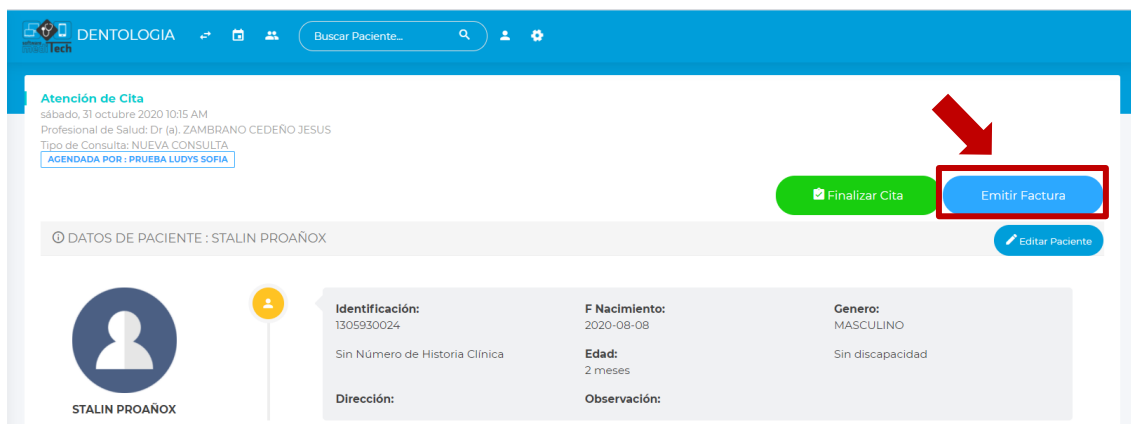 Tech
DENTOLOGIA
Buscar Paciente...
Atención de Cita
sábado, 31 octubre 2020 10:15 AM
Profesional de Salud: Dr (a). ZAMBRANO CEDEÑO JESUS
Tipo de Consulta: NUEVA CONSULTA
AGENDADA POR : PRUEBA LUDYS SOFIA
Finalizar Cita
Emitir Factura
DATOS DE PACIENTE : STALIN PROAÑOX
Editar Paciente
Identificación:
1305930024
F Nacimiento:
2020-08-08
Genero:
MASCULINO
Sin Número de Historia Clínica
Edad:
2 meses
Sin discapacidad
Dirección:
Observación:
STALIN PROAÑOX